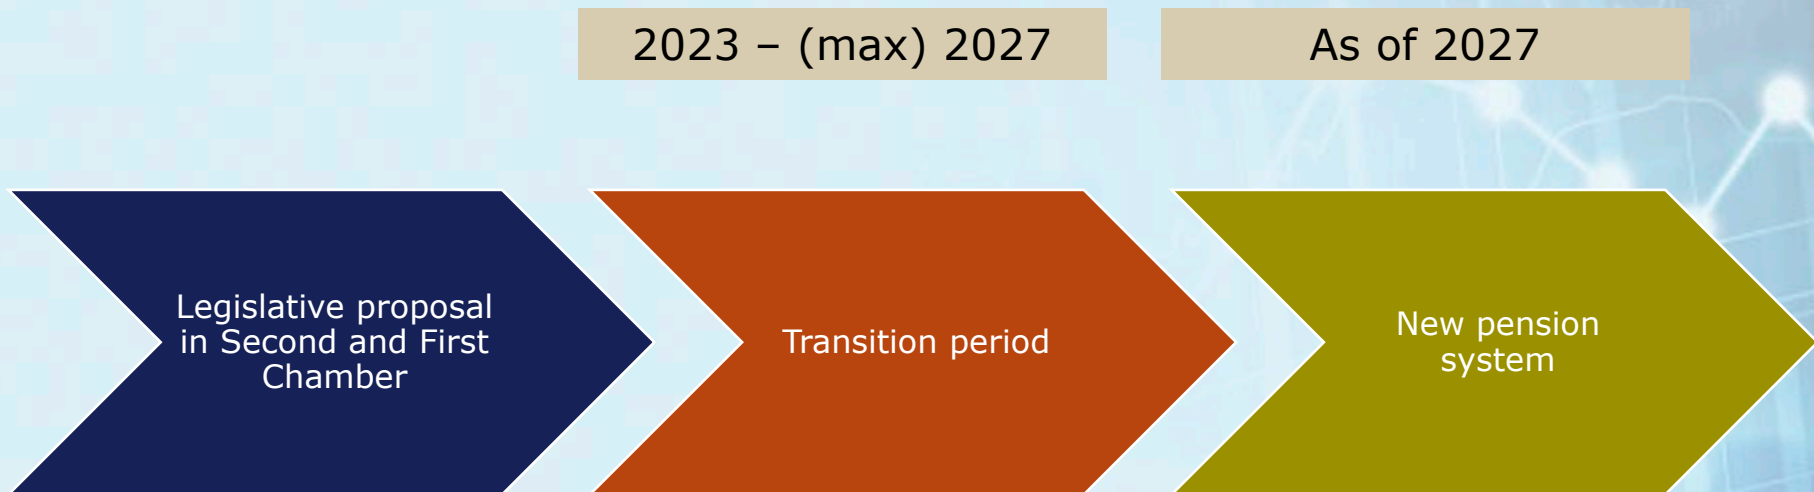 2023 – (max) 2027
As of 2027
Legislative proposal
in Second and First
Chamber
Transition period
New pension
system